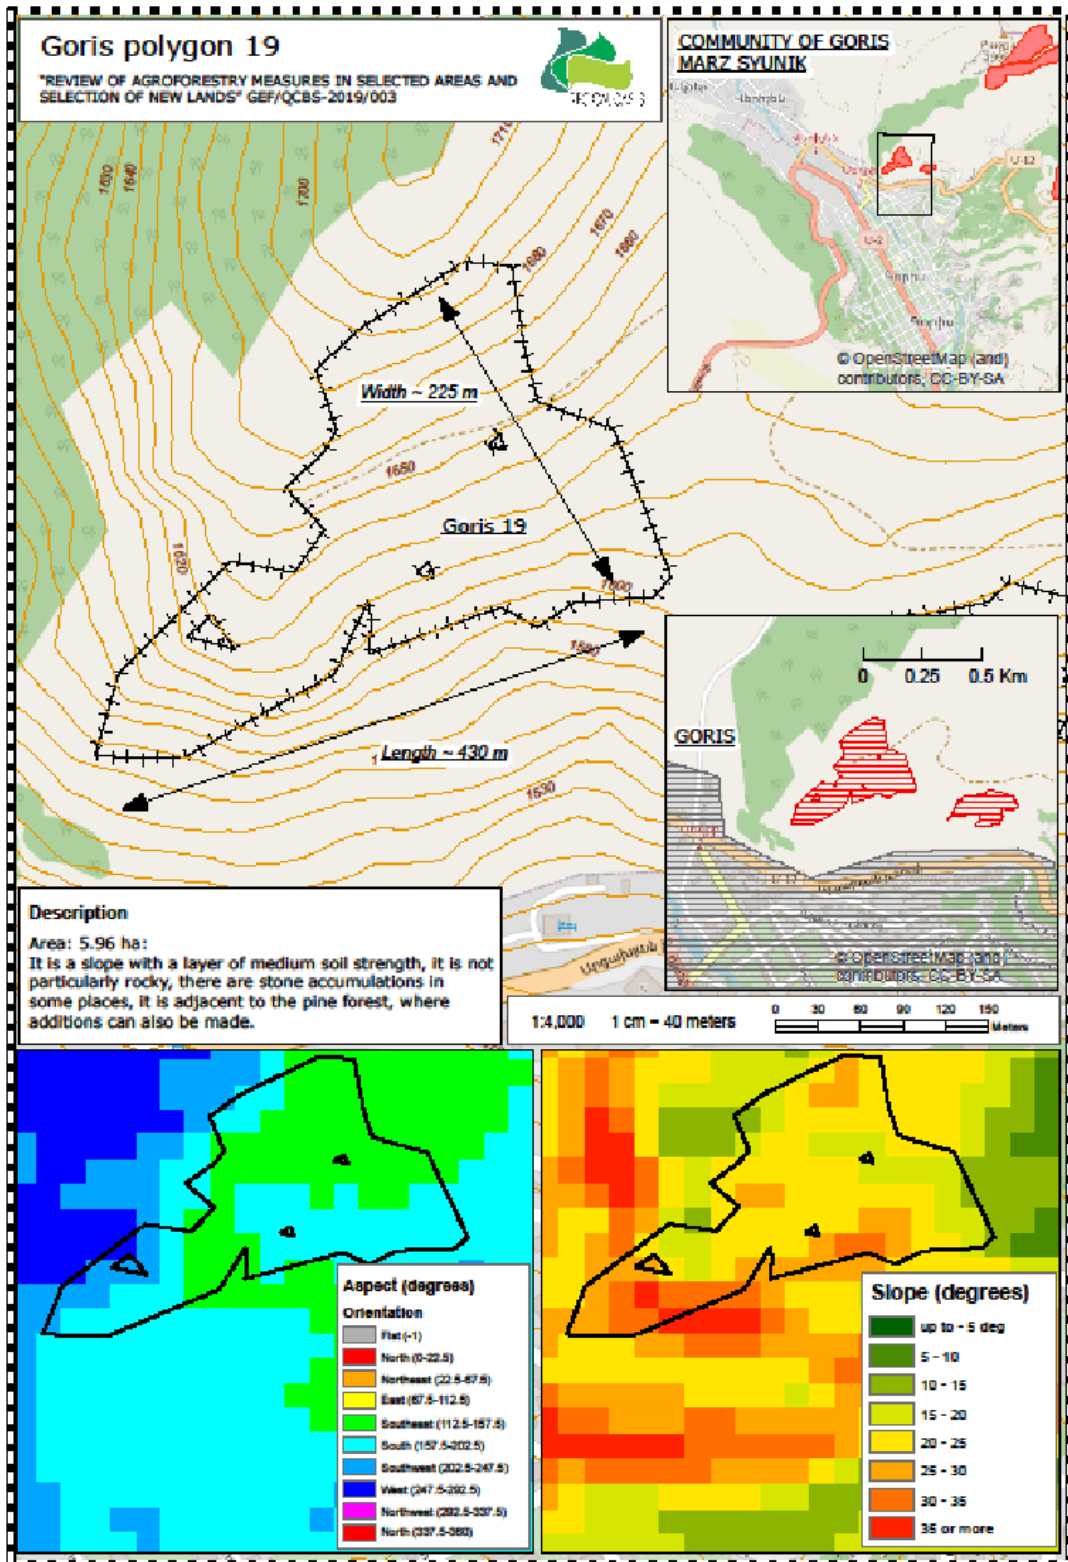 Goris polygon 19
"REVIEW OF AGROFORESTRY MEASURES IN SELECTED AREAS AND
SELECTION OF NEW LANDS" GEF/QCBS-2019/003
COMMUNITY OF GORIS
MARZ SYUNIK
U-12
U-2
© OpenStreetMap (and)
contributors, CC-BY-SA
1710
1700
1630
1640
1670
1660
1680
Width ~ 225 m
1650
Goris 19
1620
1600
1580
Length ~ 430 m
1530
0 0.25 0.5 Km
GORIS
© OpenStreetMap (and)
contributors, CC-BY-SA
Description
Area: 5.96 ha:
It is a slope with a layer of medium soil strength, it is not
particularly rocky, there are stone accumulations in
some places, it is adjacent to the pine forest, where
additions can also be made.
1:4,000 1 cm = 40 meters
0 30 60 90 120 150
Meters
Aspect (degrees)
Orientation
Flat (-1)
North (0-22.5)
Northeast (22.5-67.5)
East (67.5-112.5)
Southeast (112.5-157.5)
South (157.5-202.5)
Southwest (202.5-247.5)
West (247.5-292.5)
Northwest (292.5-337.5)
North (337.5-360)
Slope (degrees)
up to - 5 deg
5 - 10
10 - 15
15 - 20
20 - 25
25 - 30
30 - 35
35 or more